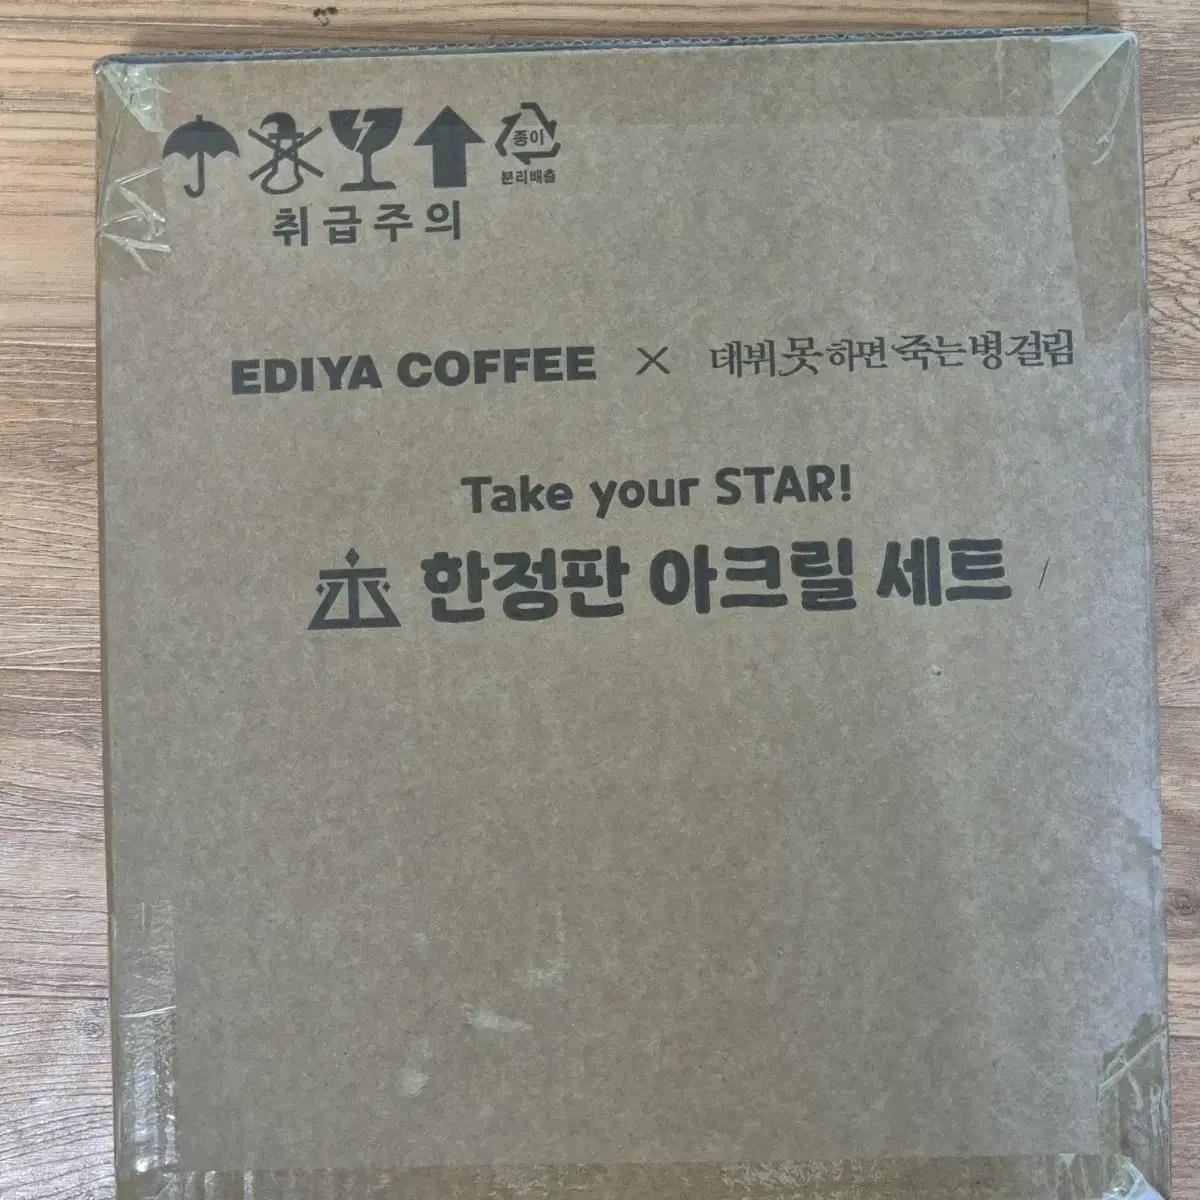 종이
분리배출
취급주의
EDIYA COFFEE × 데뷔 못 하면 죽는 병 걸림
Take your STAR!
한정판 아크릴 세트